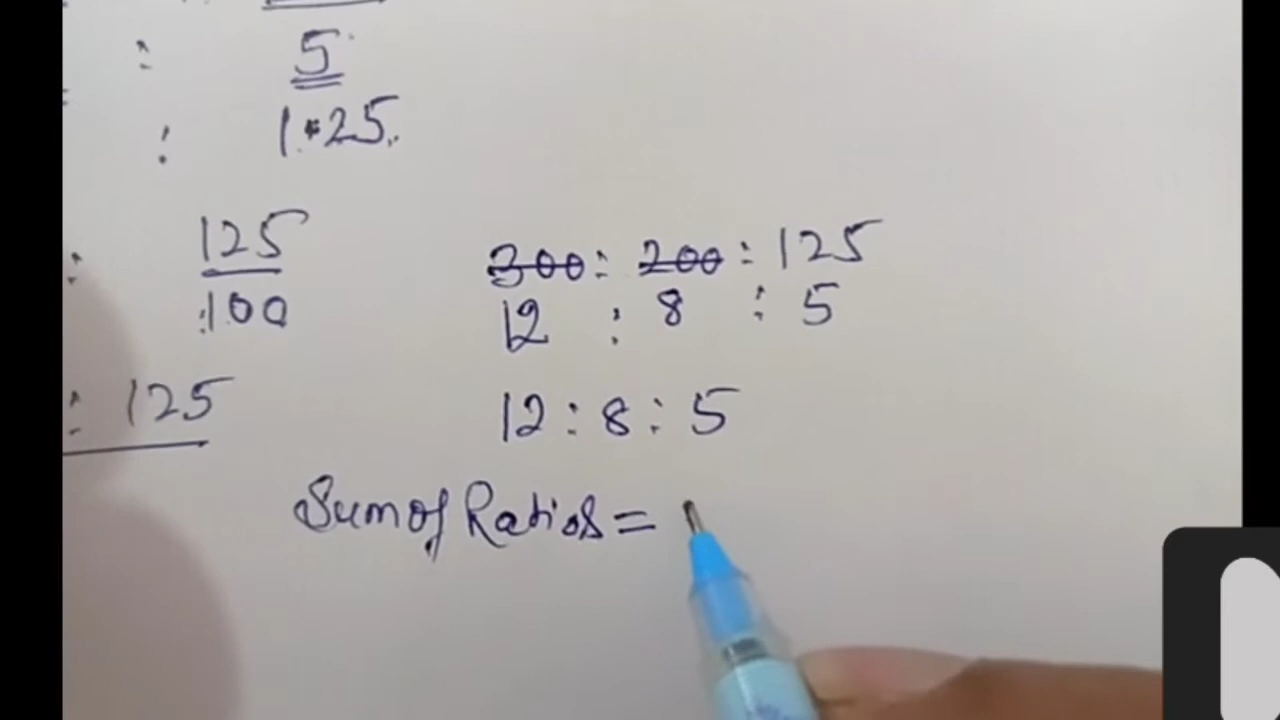 : 5
: 1.25
: 125
100
: 125
300 : 200 : 125
12 : 8 : 5
12 : 8 : 5
Sum of Ratios =